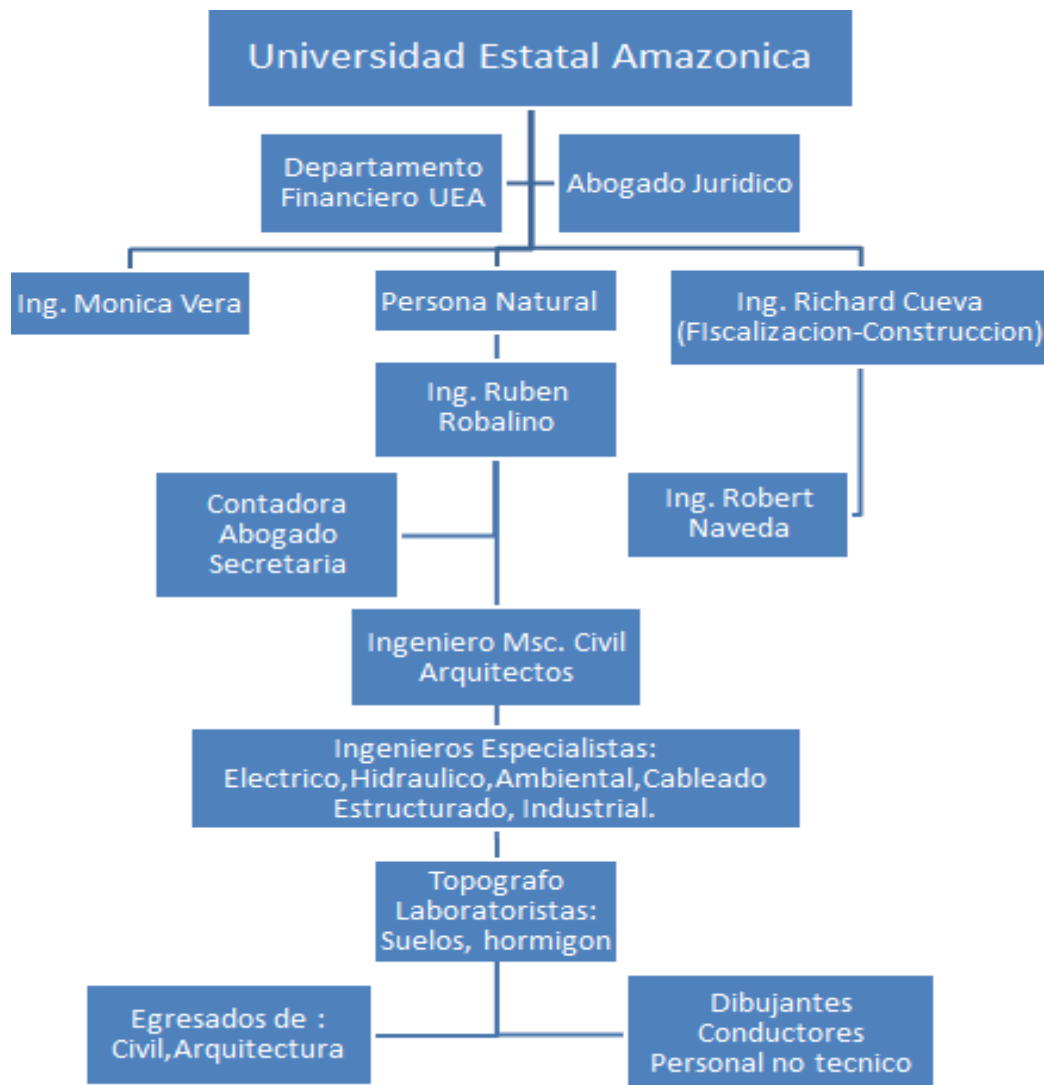 Universidad Estatal Amazonica
Departamento
Financiero UEA
Abogado Juridico
Ing. Monica Vera
Persona Natural
Ing. Richard Cueva
(FIscalizacion-Construccion)
Ing. Ruben
Robalino
Contadora
Abogado
Secretaria
Ing. Robert
Naveda
Ingeniero Msc. Civil
Arquitectos
Ingenieros Especialistas:
Electrico,Hidraulico,Ambiental,Cableado
Estructurado, Industrial.
Topografo
Laboratoristas:
Suelos, hormigon
Egresados de :
Civil,Arquitectura
Dibujantes
Conductores
Personal no tecnico